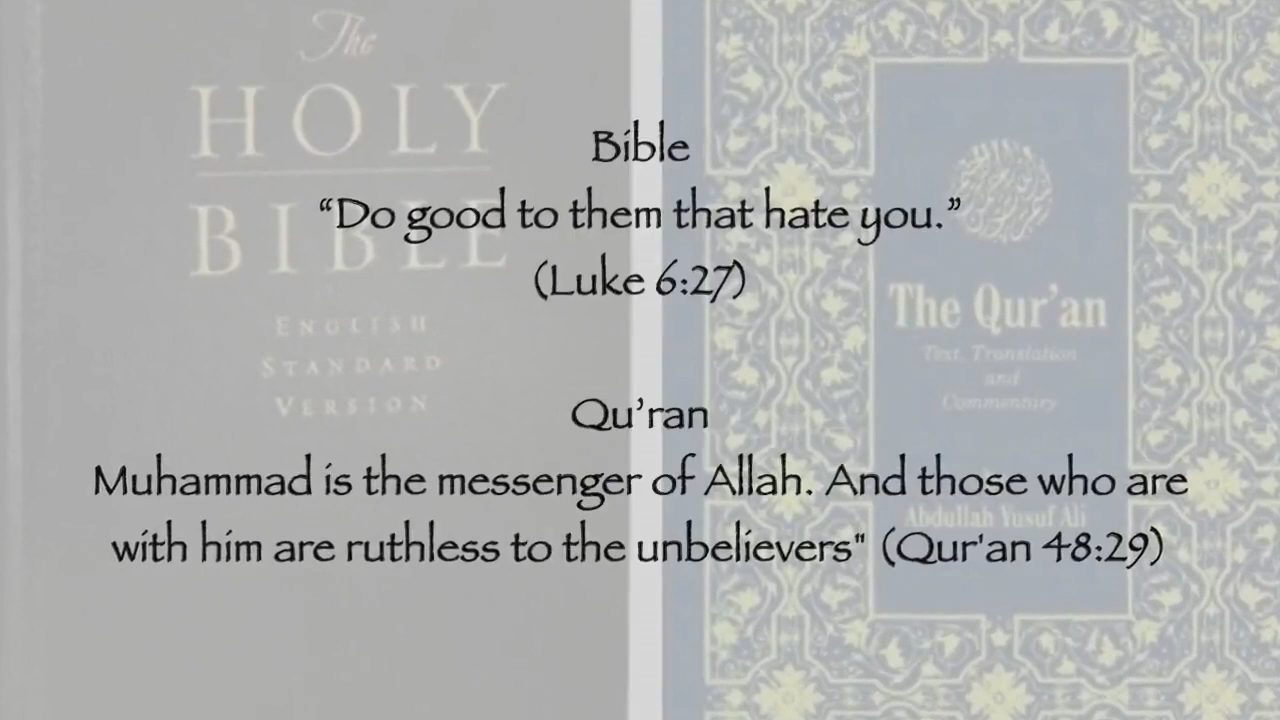 The
HOLY
BIBLE
ENGLISH
STANDARD
VERSION
The Qur'an
Text, Translation
and
Commentary
Abdullah Yusuf Ali
Bible
“Do good to them that hate you.”
(Luke 6:27)
Qu’ran
Muhammad is the messenger of Allah. And those who are
with him are ruthless to the unbelievers" (Qur'an 48:29)